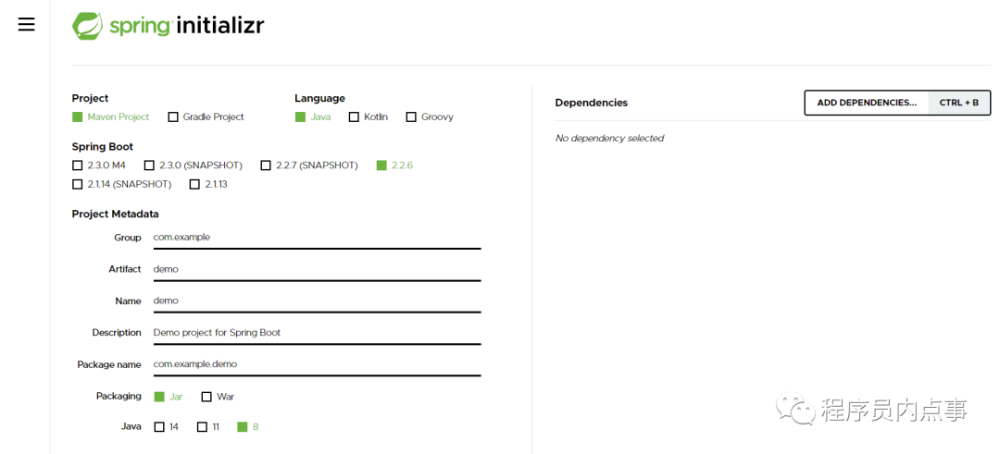 spring initializr
Project
Maven Project Gradle Project
Language
Java Kotlin Groovy
Spring Boot
2.3.0 M4 2.3.0 (SNAPSHOT) 2.2.7 (SNAPSHOT) 2.2.6
2.1.14 (SNAPSHOT) 2.1.13
Project Metadata
Group com.example
Artifact demo
Name demo
Description Demo project for Spring Boot
Package name com.example.demo
Packaging Jar War
Java 14 11 8
Dependencies
ADD DEPENDENCIES... CTRL + B
No dependency selected
程序员内点事